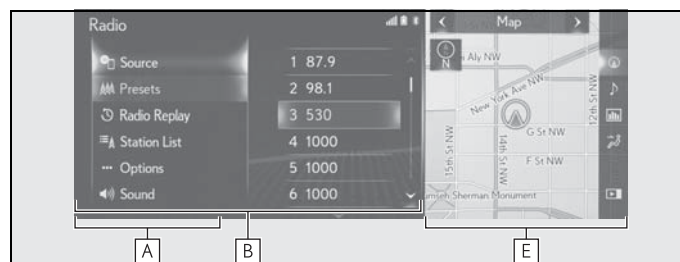 Radio
Source
Presets
Radio Replay
Station List
Options
Sound
1 87.9
2 98.1
3 530
4 1000
5 1000
6 1000
< Map >
N
Aly NW
New York Ave NW
12th St NW
15th St NW
14th St NW
G St NW
F St NW
Sherman Monument
A
B
E